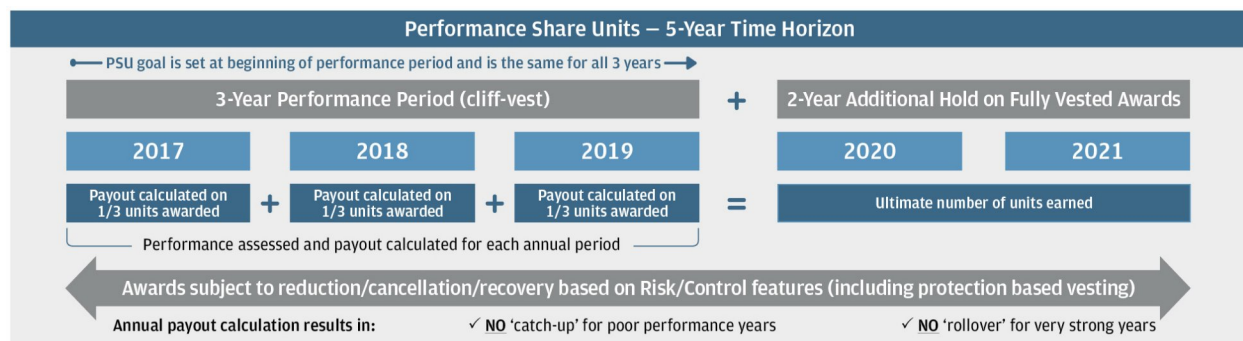 Performance Share Units – 5-Year Time Horizon
PSU goal is set at beginning of performance period and is the same for all 3 years
3-Year Performance Period (cliff-vest) + 2-Year Additional Hold on Fully Vested Awards
2017 2018 2019 2020 2021
Payout calculated on
1/3 units awarded
+
Payout calculated on
1/3 units awarded
+
Payout calculated on
1/3 units awarded
=
Ultimate number of units earned
Performance assessed and payout calculated for each annual period
Awards subject to reduction/cancellation/recovery based on Risk/Control features (including protection based vesting)
Annual payout calculation results in: ✓ NO 'catch-up' for poor performance years ✓ NO 'rollover' for very strong years